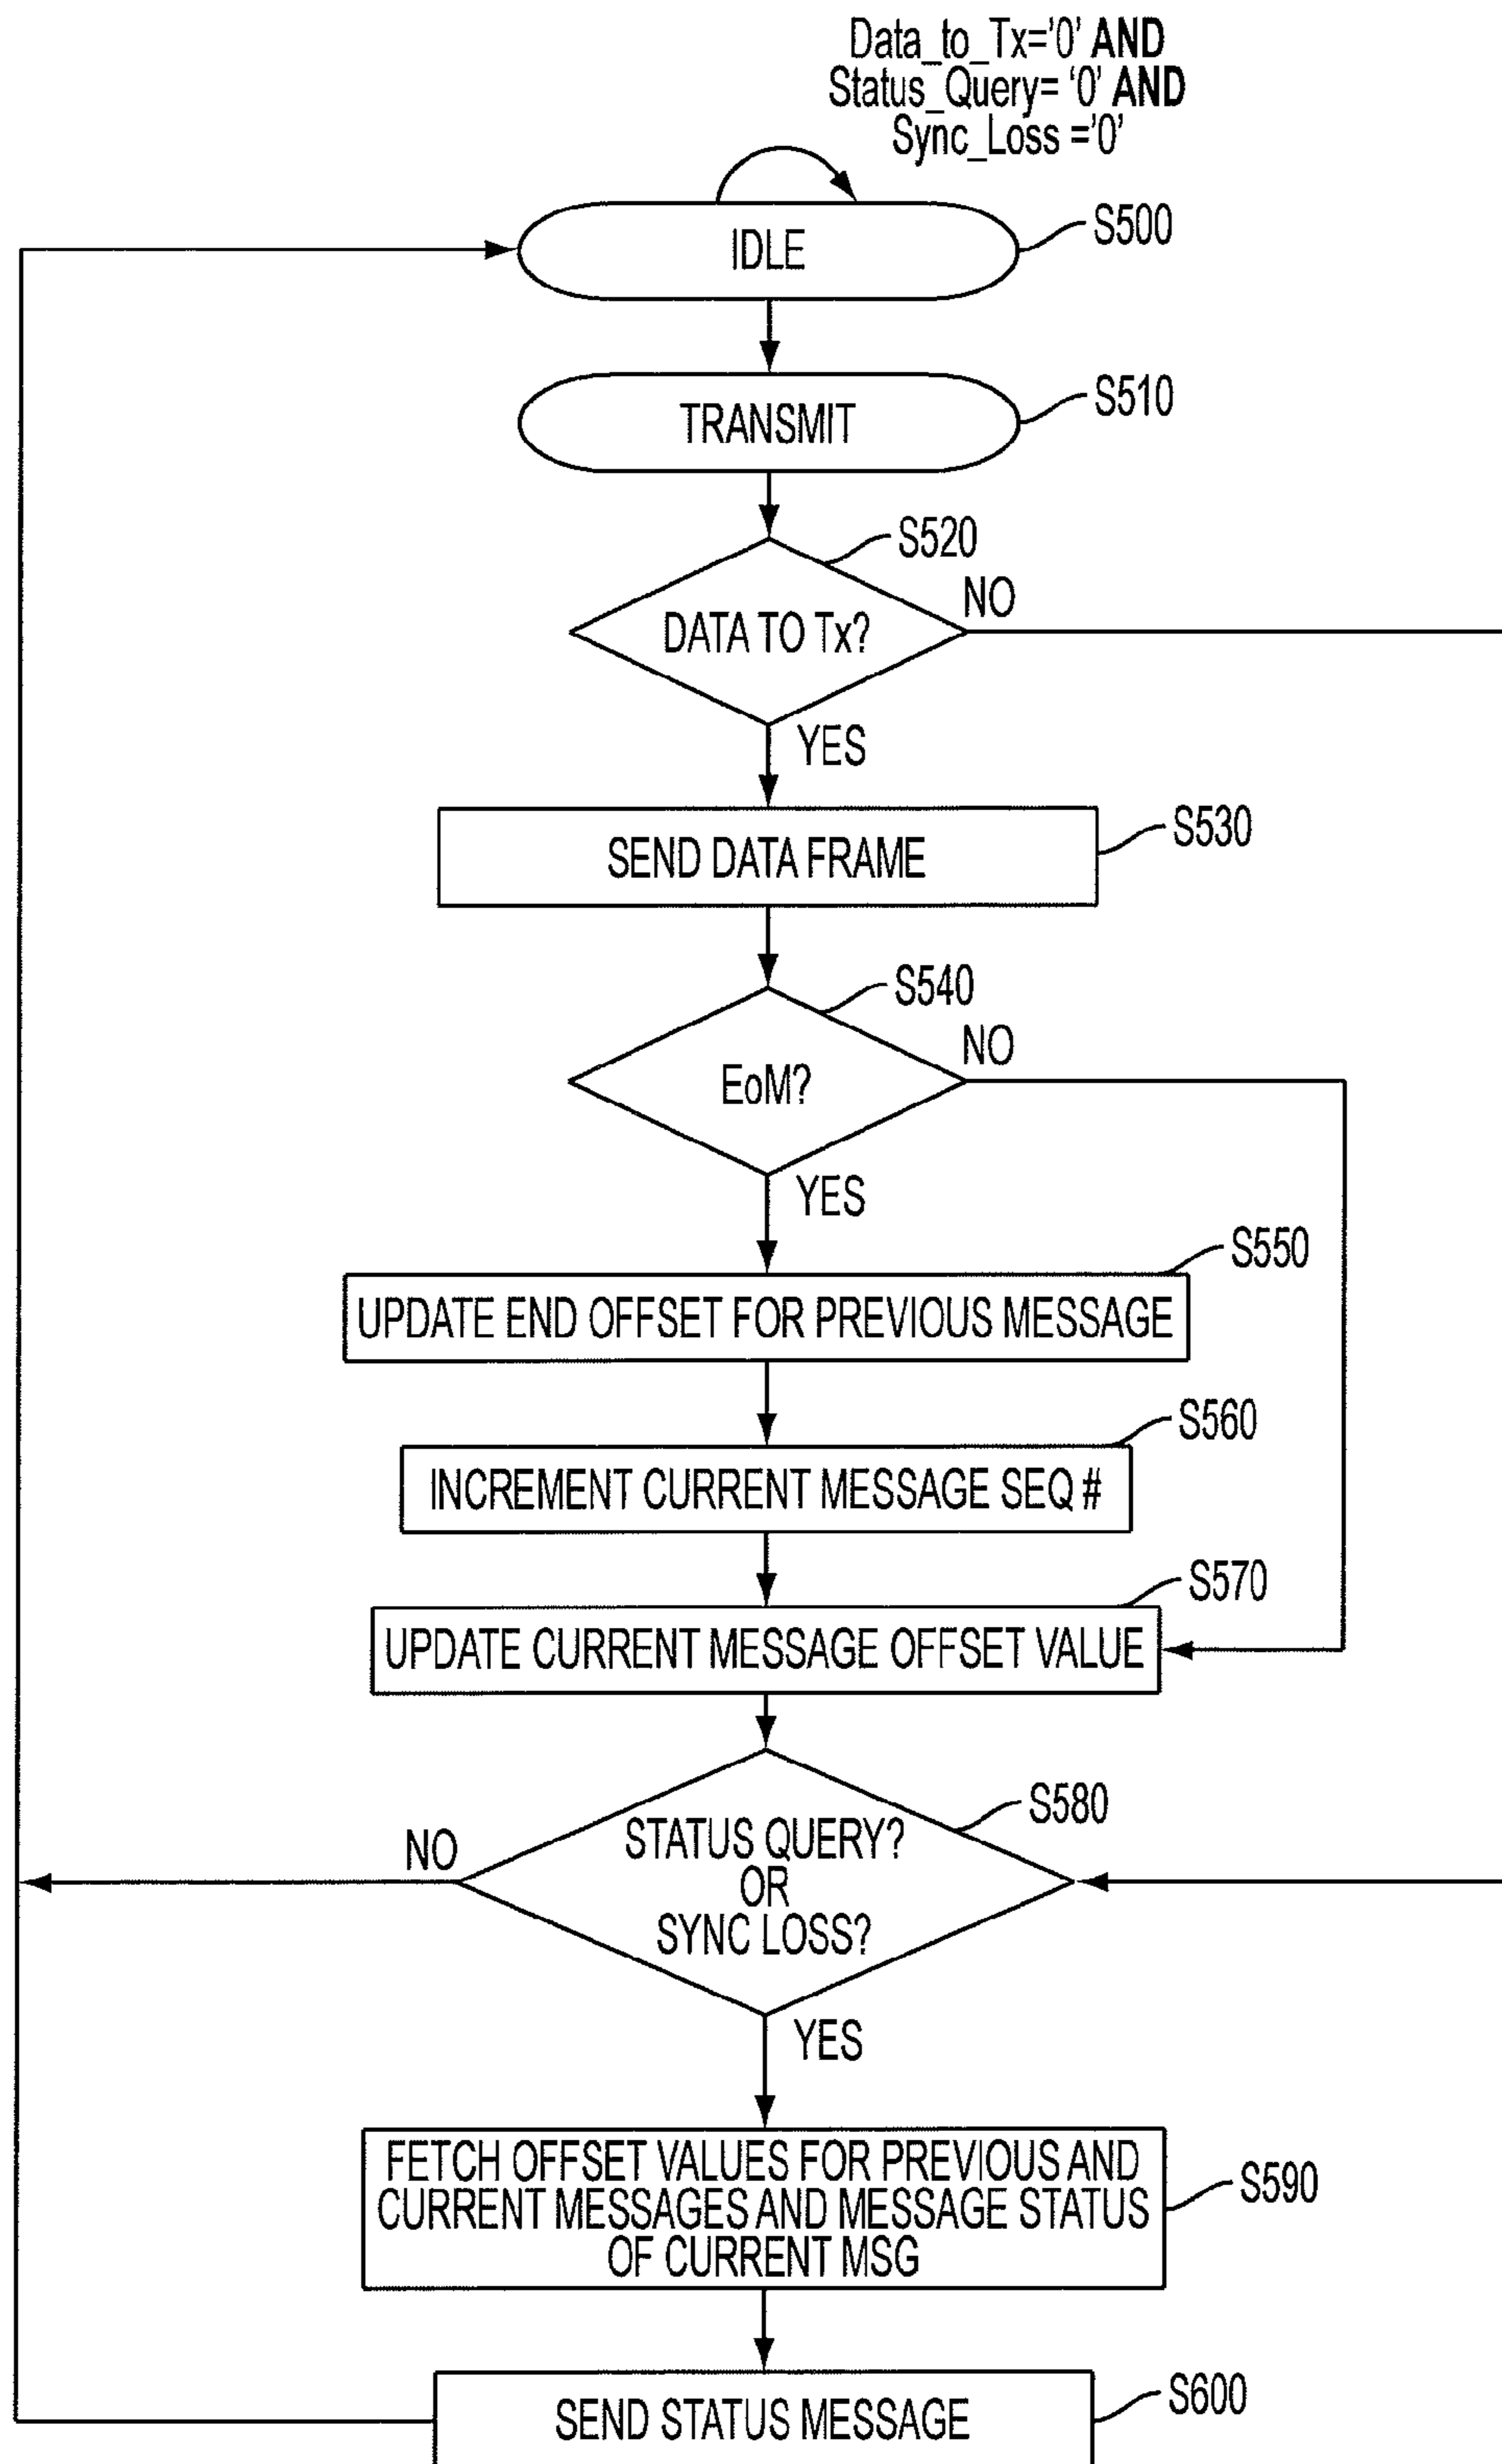 Data_to_Tx='0' AND
Status_Query= '0' AND
Sync_Loss ='0'
IDLE
S500
TRANSMIT
S510
S520
DATA TO Tx?
NO
YES
SEND DATA FRAME
S530
S540
EoM?
NO
YES
S550
UPDATE END OFFSET FOR PREVIOUS MESSAGE
S560
INCREMENT CURRENT MESSAGE SEQ #
S570
UPDATE CURRENT MESSAGE OFFSET VALUE
S580
STATUS QUERY?
OR
SYNC LOSS?
NO
YES
FETCH OFFSET VALUES FOR PREVIOUS AND
CURRENT MESSAGES AND MESSAGE STATUS
OF CURRENT MSG
S590
SEND STATUS MESSAGE
S600